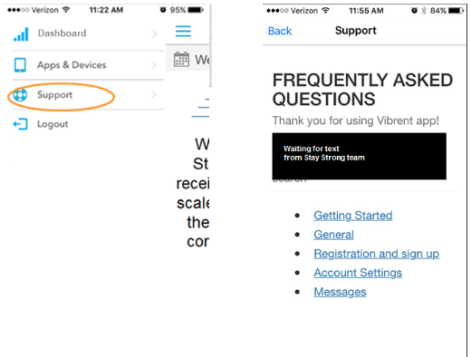 ●●●○○ Verizon 11:22 AM 95%
Dashboard
Apps & Devices
Support
Logout
We
W
St
recei
scale
the
cor
●●●○○ Verizon 11:55 AM 84%
Back Support
FREQUENTLY ASKED
QUESTIONS
Thank you for using Vibrent app!
Waiting for text
from Stay Strong team
search
• Getting Started
• General
• Registration and sign up
• Account Settings
• Messages